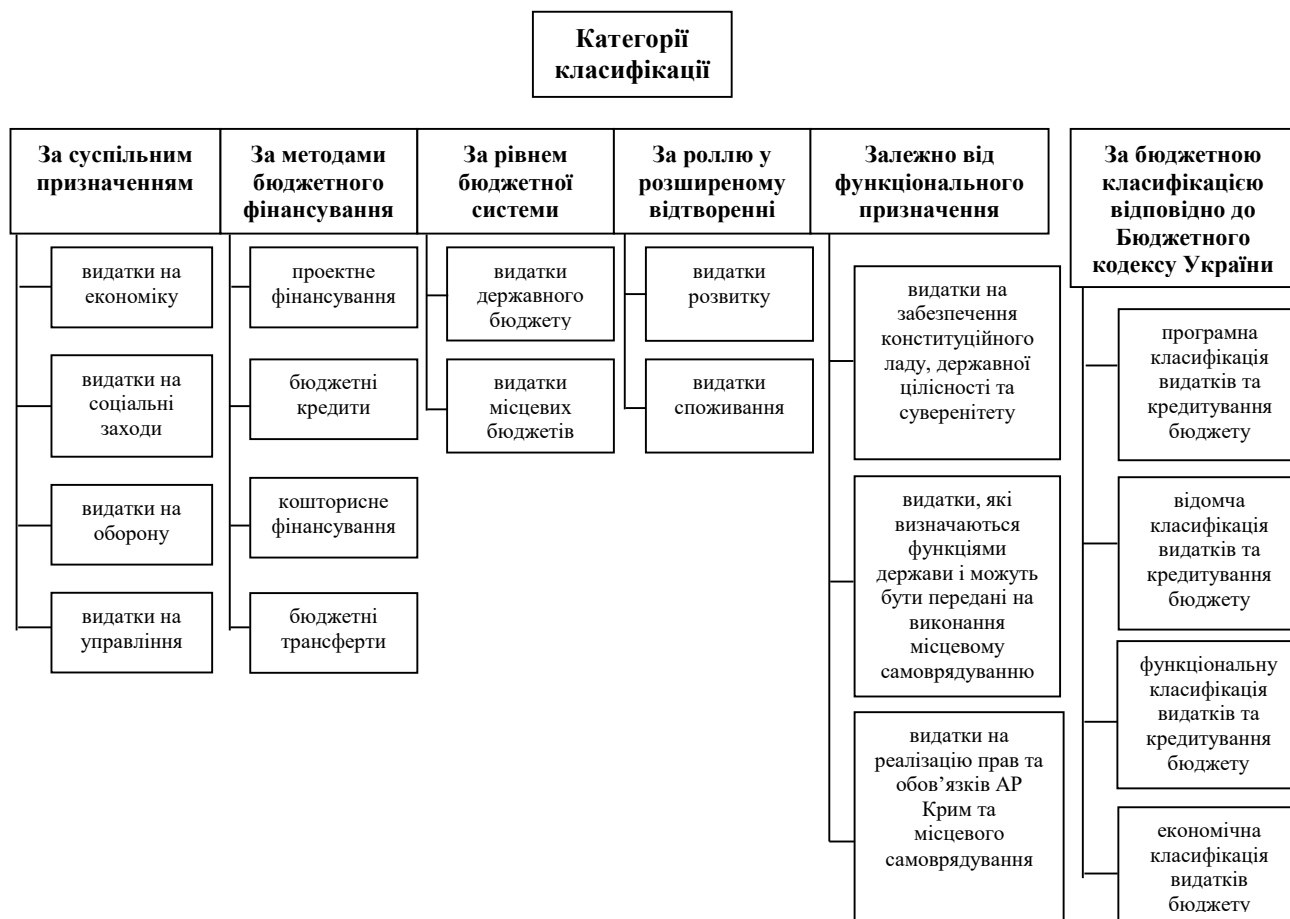 Категорії
класифікації
За суспільним
призначенням
видатки на
економіку
видатки на
соціальні
заходи
видатки на
оборону
видатки на
управління
За методами
бюджетного
фінансування
проектне
фінансування
бюджетні
кредити
кошторисне
фінансування
бюджетні
трансферти
За рівнем
бюджетної
системи
видатки
державного
бюджету
видатки
місцевих
бюджетів
За роллю у
розширеному
відтворенні
видатки
розвитку
видатки
споживання
Залежно від
функціонального
призначення
видатки на
забезпечення
конституційного
ладу, державної
цілісності та
суверенітету
видатки, які
визначаються
функціями
держави і можуть
бути передані на
виконання
місцевому
самоврядуванню
видатки на
реалізацію прав та
обов’язків АР
Крим та
місцевого
самоврядування
За бюджетною
класифікацією
відповідно до
Бюджетного
кодексу України
програмна
класифікація
видатків та
кредитування
бюджету
відомча
класифікація
видатків та
кредитування
бюджету
функціональну
класифікація
видатків та
кредитування
бюджету
економічна
класифікація
видатків
бюджету